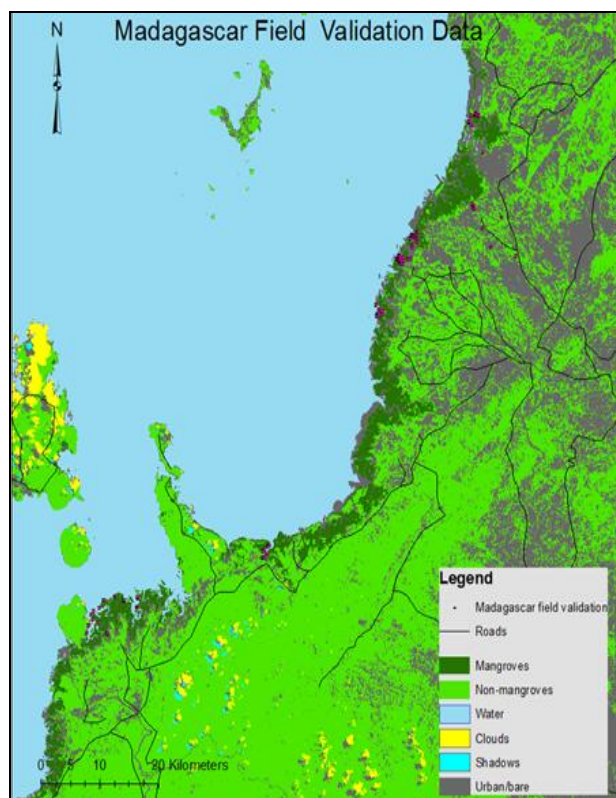 Madagascar Field Validation Data
N
Legend
Madagascar field validation
Roads
Mangroves
Non-mangroves
Water
Clouds
Shadows
Urban/bare
0 5 10 20 Kilometers